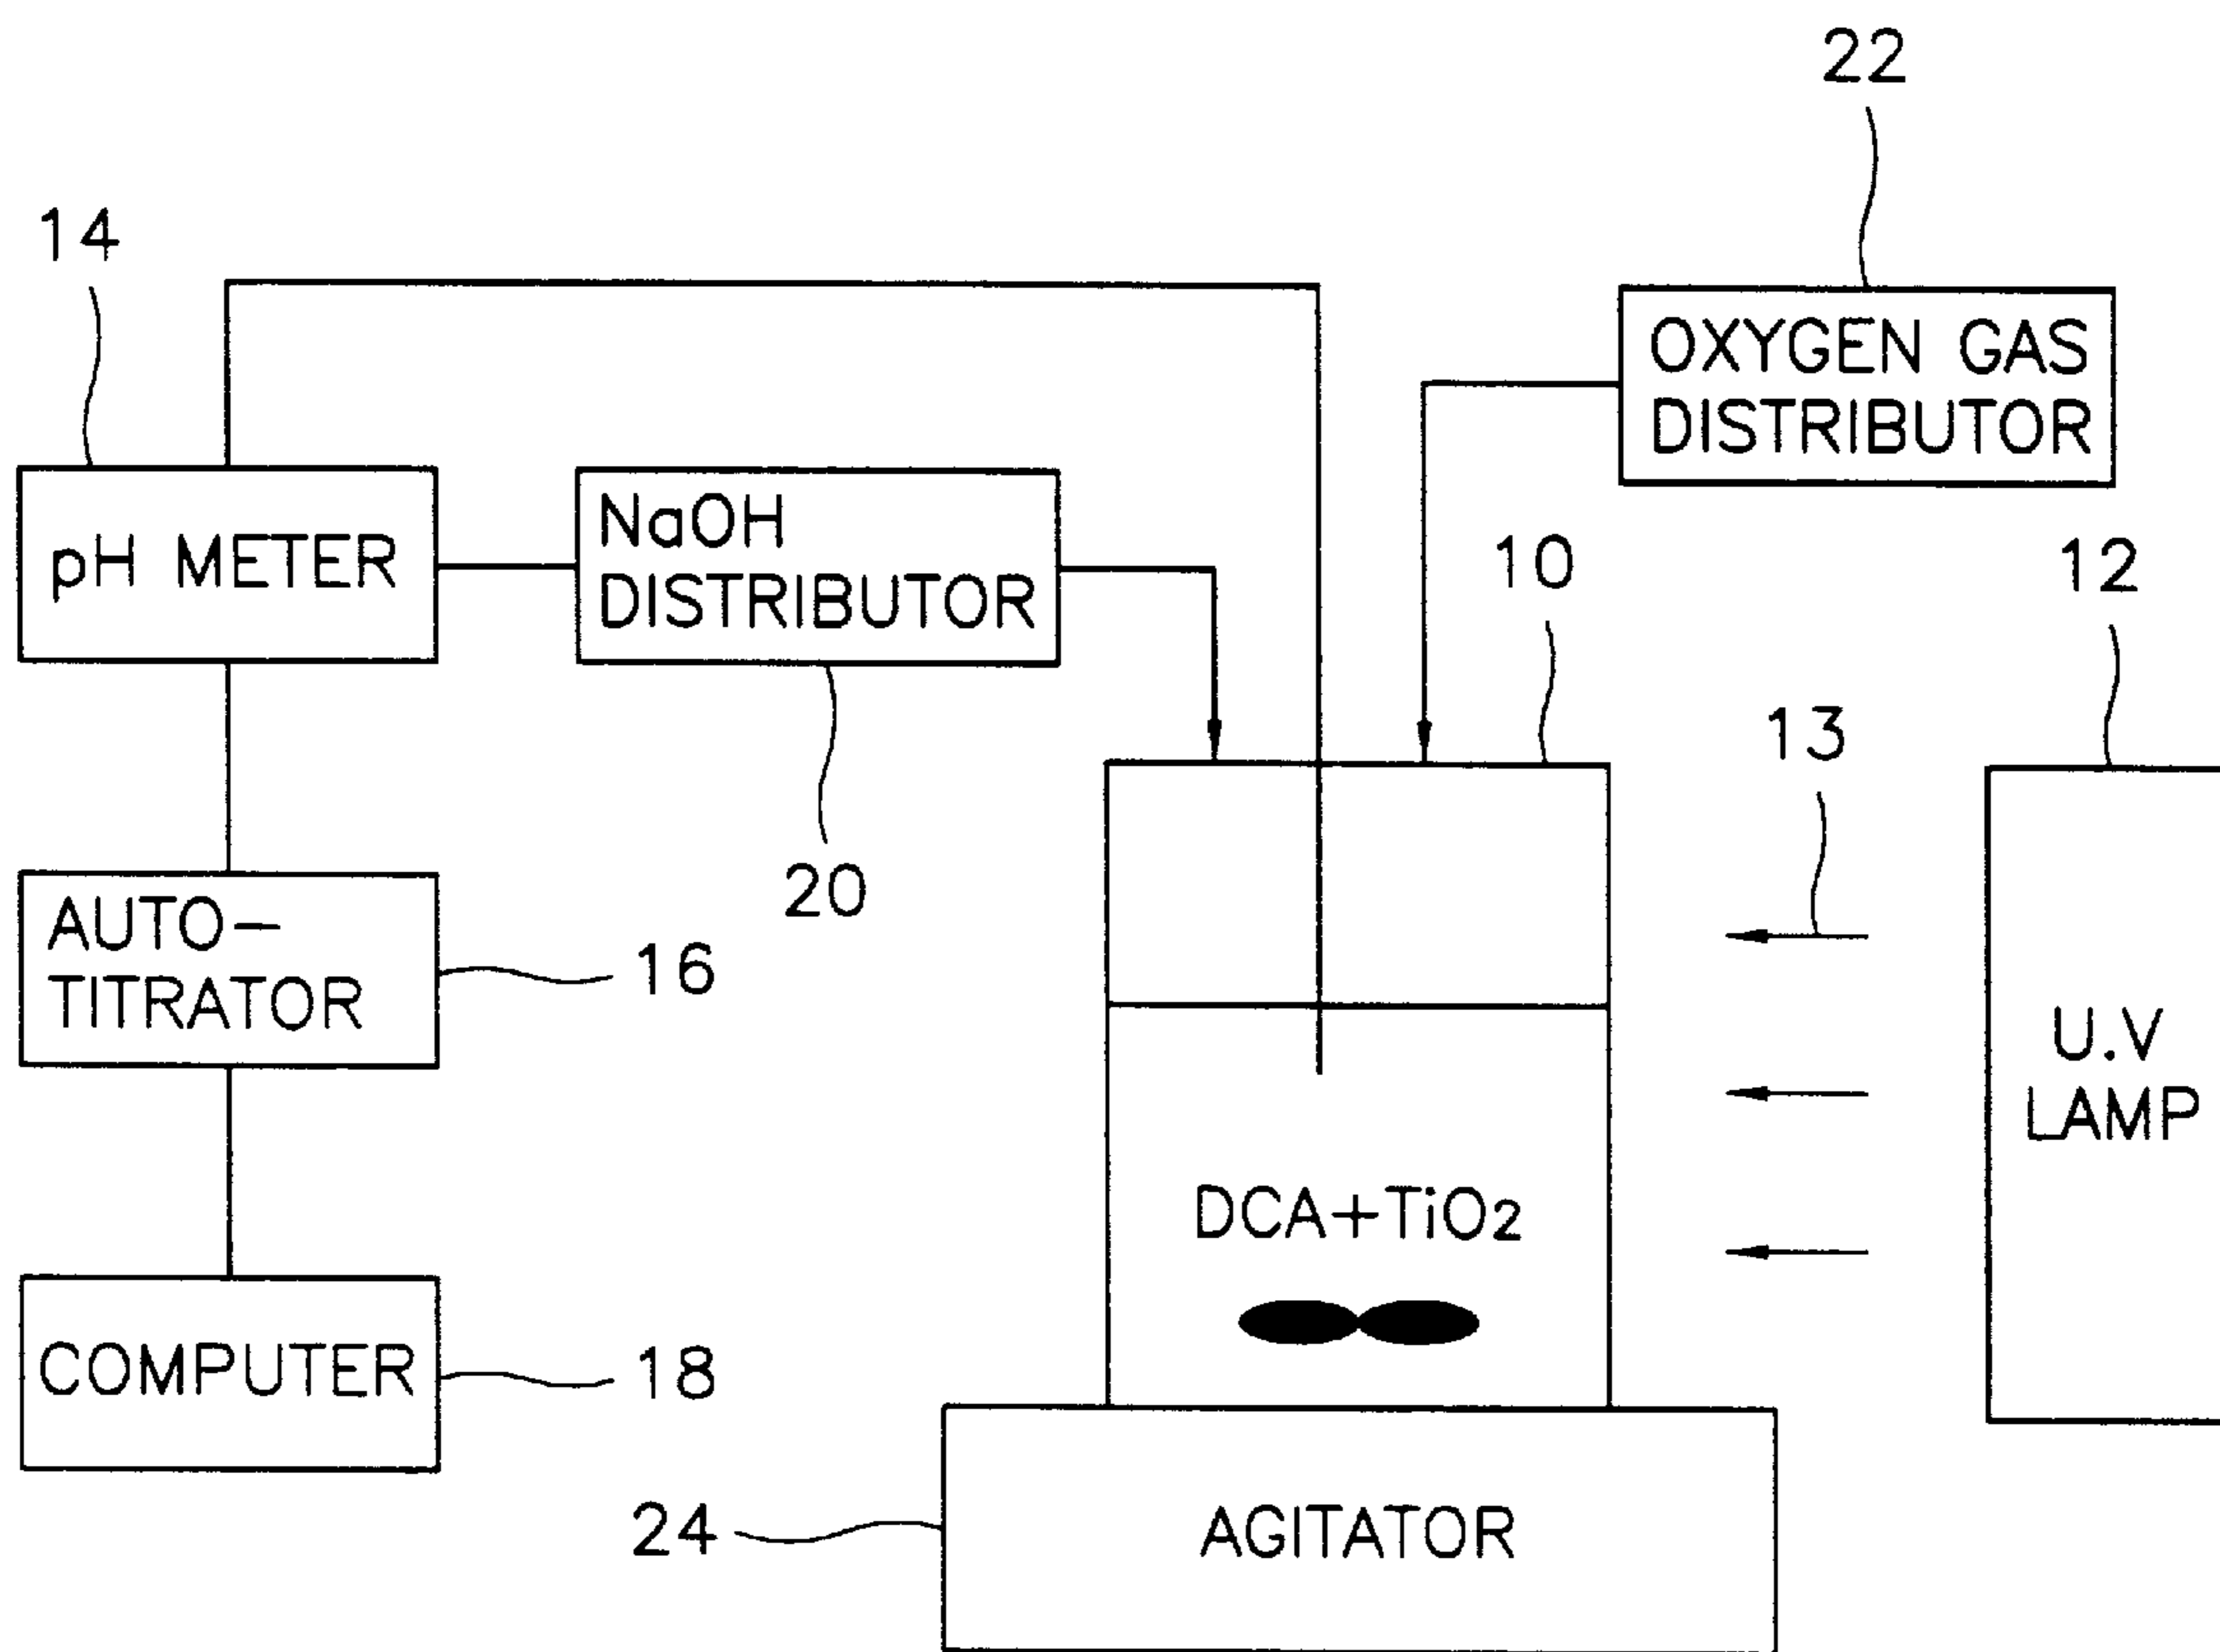 22
14
OXYGEN GAS
DISTRIBUTOR
pH METER
NaOH
DISTRIBUTOR
10
12
13
20
AUTO-
TITRATOR
16
U.V
LAMP
DCA+TiO2
COMPUTER
18
24
AGITATOR